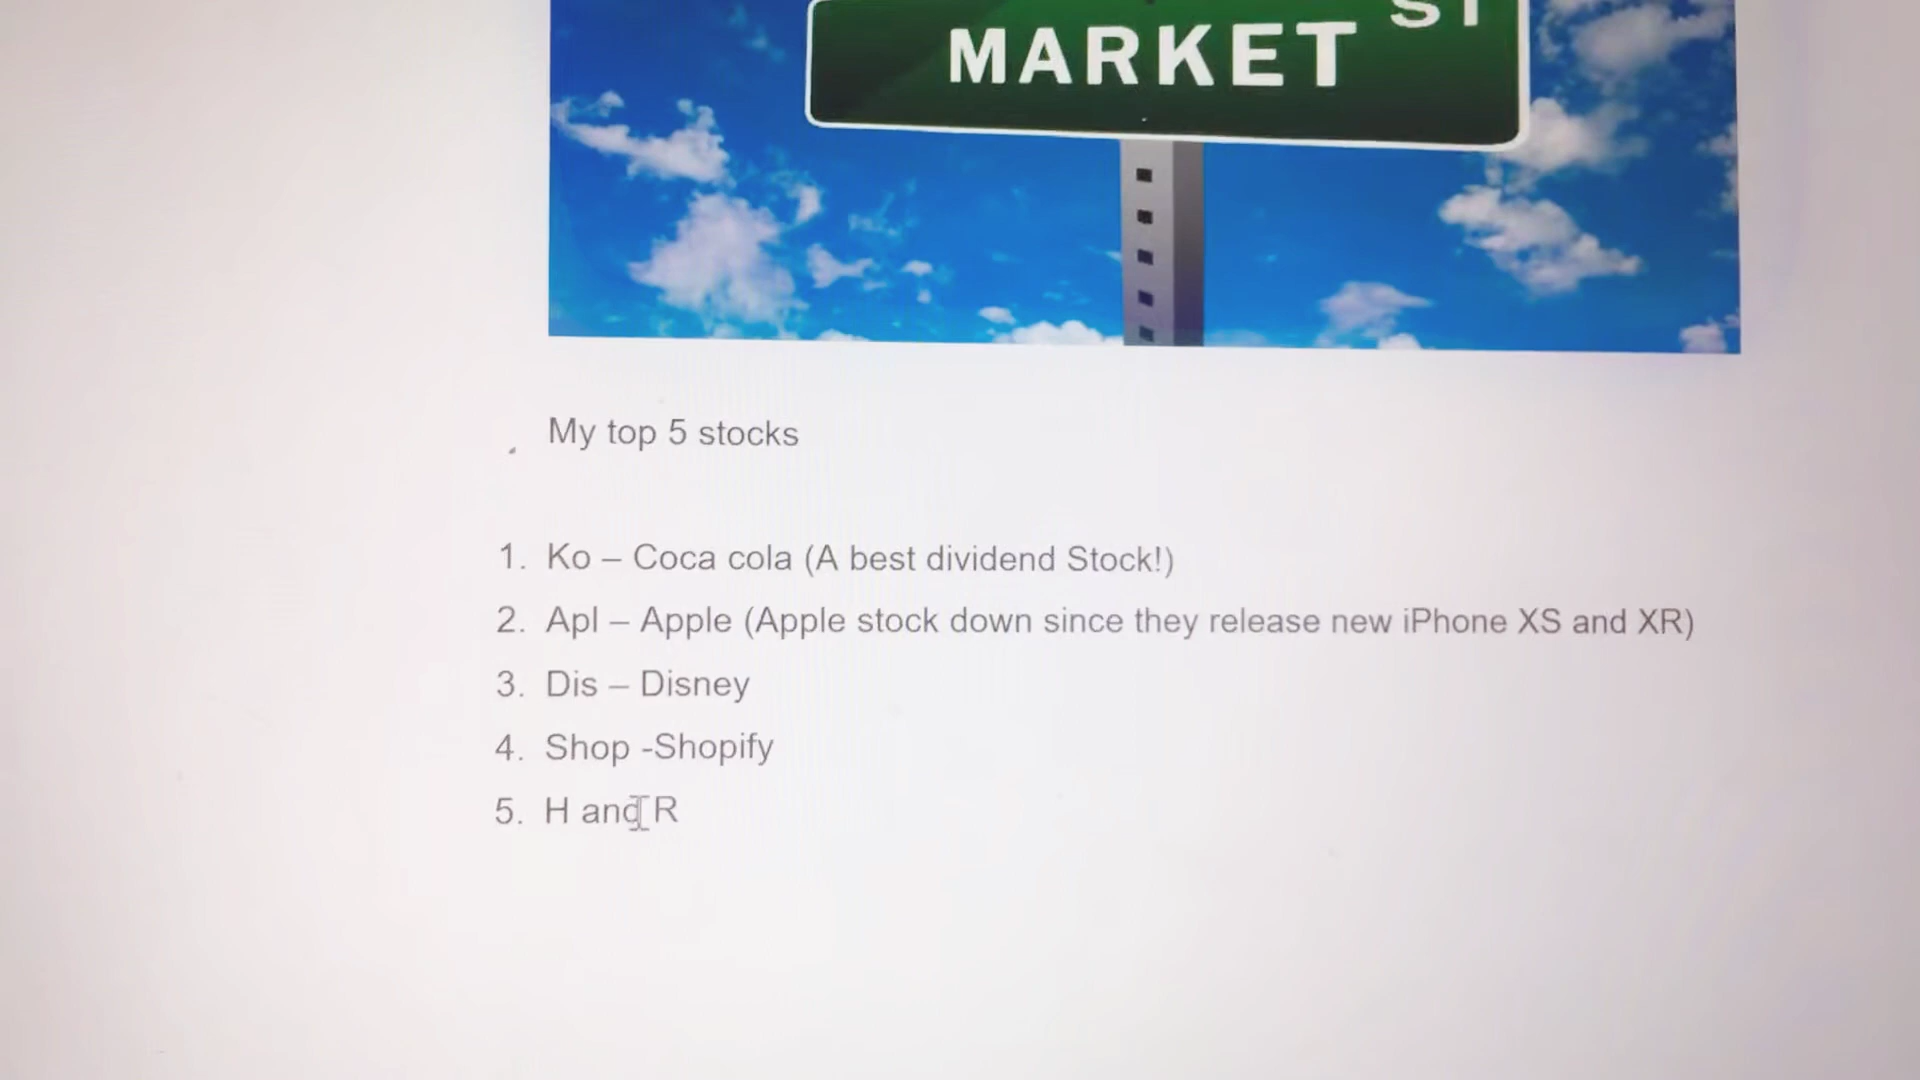 ST
MARKET
My top 5 stocks
1. Ko – Coca cola (A best dividend Stock!)
2. Apl – Apple (Apple stock down since they release new iPhone XS and XR)
3. Dis – Disney
4. Shop -Shopify
5. H and R